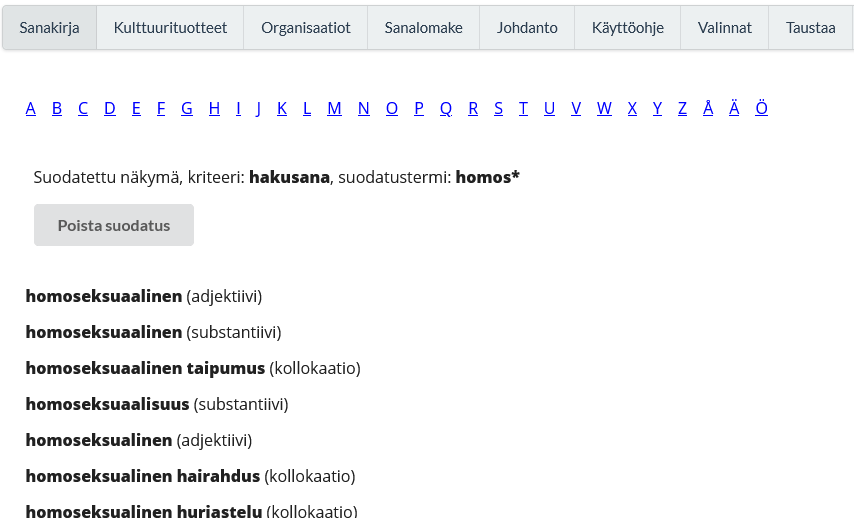 Sanakirja Kulttuurituotteet Organisaatiot Sanalomake Johdanto Käyttöohje Valinnat Taustaa
A B C D E F G H I J K L M N O P Q R S T U V W X Y Z Å Ä Ö
Suodatettu näkymä, kriteeri: hakusana, suodatustermi: homos*
Poista suodatus
homoseksuaalinen (adjektiivi)
homoseksuaalinen (substantiivi)
homoseksuaalinen taipumus (kollokaatio)
homoseksuaalisuus (substantiivi)
homoseksualinen (adjektiivi)
homoseksualinen hairahdus (kollokaatio)
homoseksualinen huriastelu (kollokaatio)